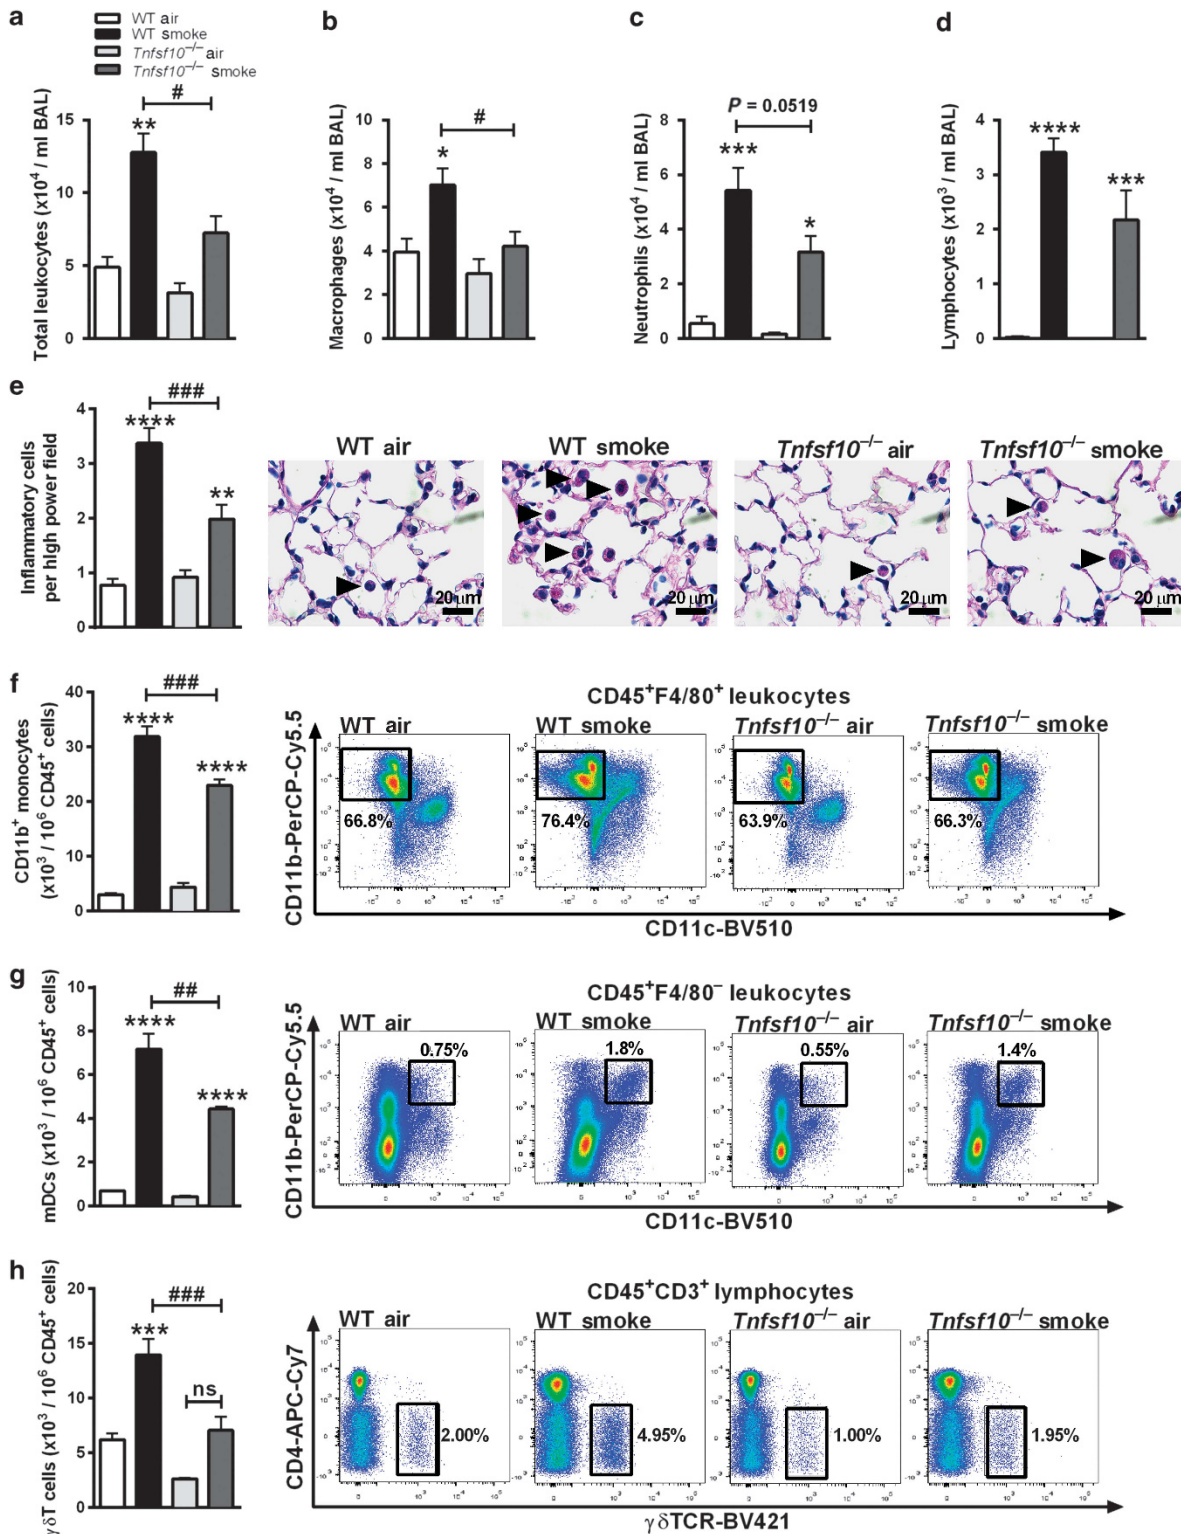 a
WT air
WT smoke
Tnfsf10⁻/⁻ air
Tnfsf10⁻/⁻ smoke
#
**
Total leukocytes (x10⁴ / ml BAL)
15
10
5
0
b
#
*
Macrophages (x10⁴ / ml BAL)
10
8
6
4
2
0
c
P = 0.0519
***
*
Neutrophils (x10⁴ / ml BAL)
8
6
4
2
0
d
****
***
Lymphocytes (x10³ / ml BAL)
4
3
2
1
0
e
###
****
**
Inflammatory cells
per high power field
4
3
2
1
0
WT air
WT smoke
Tnfsf10⁻/⁻ air
Tnfsf10⁻/⁻ smoke
20 μm
20 μm
20 μm
20 μm
f
###
****
****
CD11b⁺ monocytes
(x10³ / 10⁶ CD45⁺ cells)
40
30
20
10
0
CD45⁺F4/80⁺ leukocytes
WT air
WT smoke
Tnfsf10⁻/⁻ air
Tnfsf10⁻/⁻ smoke
66.8%
76.4%
63.9%
66.3%
CD11b-PerCP-Cy5.5
CD11c-BV510
g
##
****
****
mDCs (x10³ / 10⁶ CD45⁺ cells)
10
8
6
4
2
0
CD45⁺F4/80⁻ leukocytes
WT air
WT smoke
Tnfsf10⁻/⁻ air
Tnfsf10⁻/⁻ smoke
0.75%
1.8%
0.55%
1.4%
CD11b-PerCP-Cy5.5
CD11c-BV510
h
###
***
ns
γδT cells (x10³ / 10⁶ CD45⁺ cells)
20
15
10
5
0
CD45⁺CD3⁺ lymphocytes
WT air
WT smoke
Tnfsf10⁻/⁻ air
Tnfsf10⁻/⁻ smoke
2.00%
4.95%
1.00%
1.95%
CD4-APC-Cy7
γδTCR-BV421